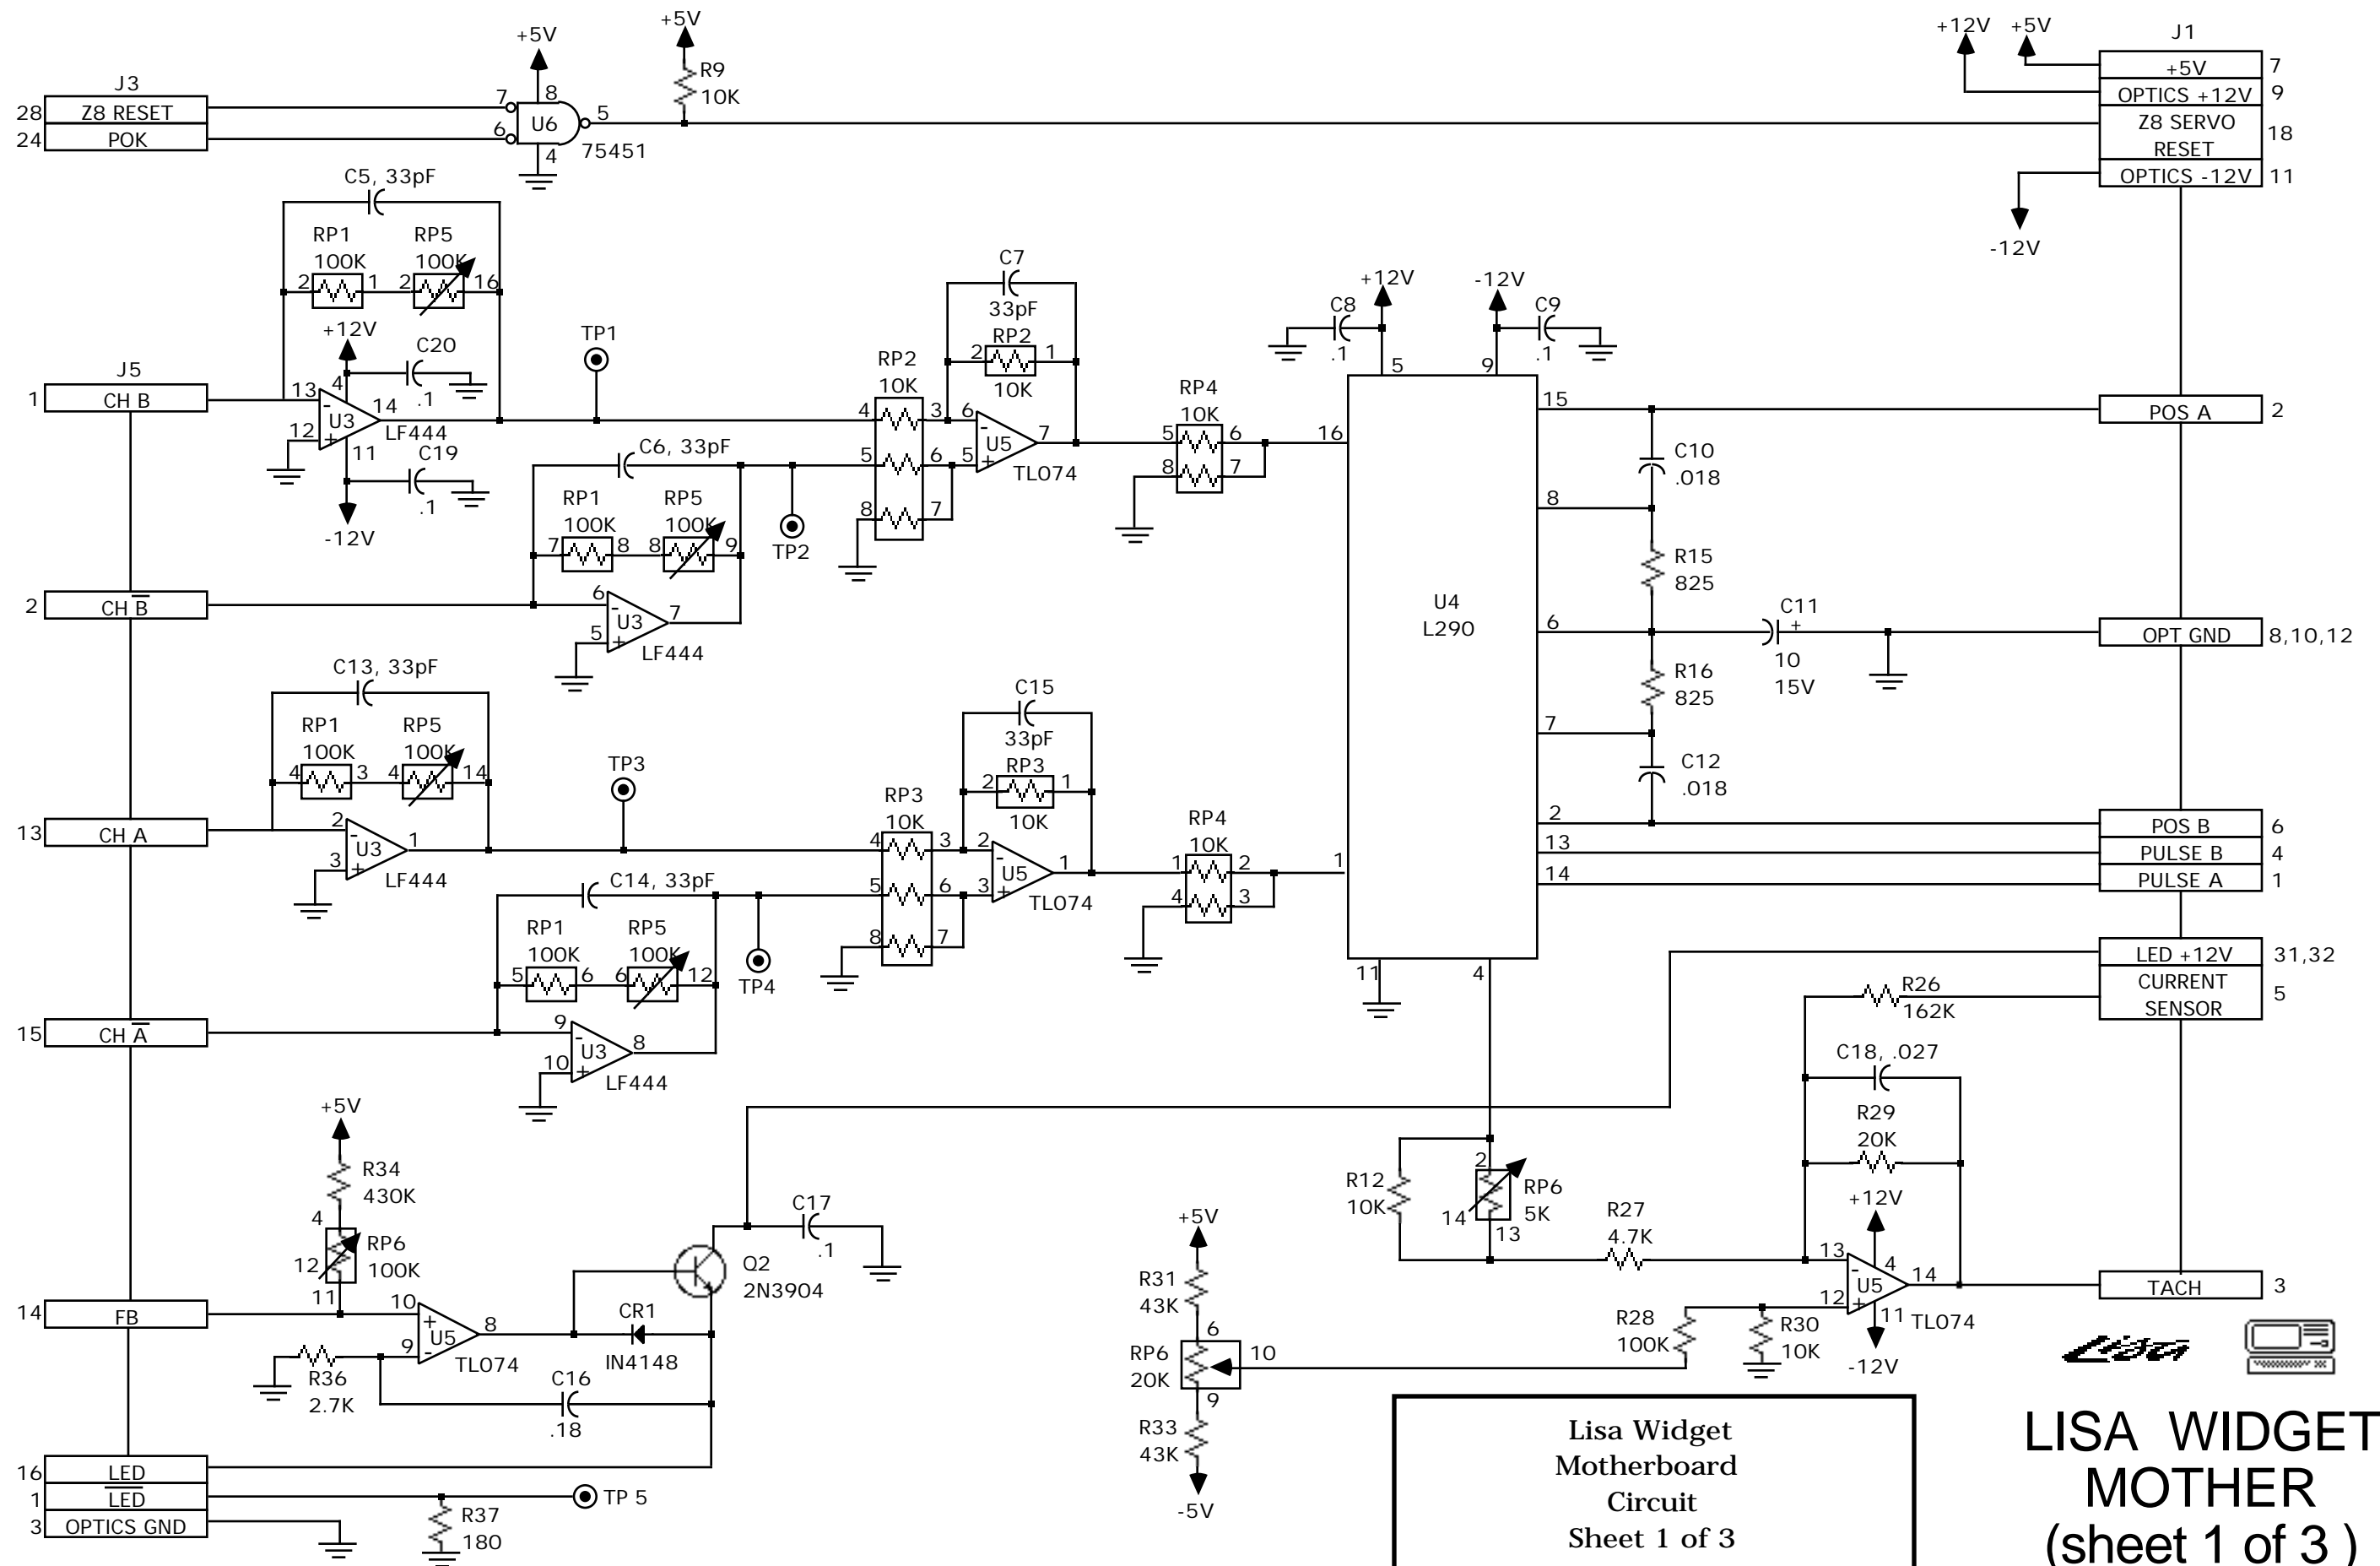 +5V
+5V
+12V
+5V
J1
J3
28
Z8 RESET
24
POK
7
8
6
U6
5
4
75451
R9
10K
+5V
7
OPTICS +12V
9
Z8 SERVO
RESET
18
OPTICS -12V
11
-12V
C5, 33pF
RP1
100K
2
1
RP5
100K
2
16
+12V
C20
.1
J5
1
CH B
13
4
-
U3
14
LF444
12
+
11
C19
.1
-12V
TP1
C6, 33pF
RP1
100K
7
8
RP5
100K
8
9
TP2
2
CH B̅
6
-
U3
7
5
+
LF444
RP2
10K
4
3
5
6
8
7
C7
33pF
RP2
2
1
10K
6
-
U5
7
5
+
TL074
RP4
10K
5
6
8
7
+12V
C8
.1
-12V
C9
.1
5
9
16
U4
L290
1
11
4
15
8
6
7
2
13
14
C10
.018
R15
825
C11
+
10
15V
R16
825
C12
.018
POS A
2
OPT GND
8,10,12
POS B
6
PULSE B
4
PULSE A
1
LED +12V
31,32
CURRENT
SENSOR
5
C13, 33pF
RP1
100K
4
3
RP5
100K
4
14
13
CH A
2
-
U3
1
3
+
LF444
TP3
C14, 33pF
RP1
100K
5
6
RP5
100K
6
12
TP4
15
CH A̅
9
-
U3
8
10
+
LF444
RP3
10K
4
3
5
6
8
7
C15
33pF
RP3
2
1
10K
2
-
U5
1
3
+
TL074
RP4
10K
1
2
4
3
R26
162K
C18, .027
R29
20K
+12V
+5V
R34
430K
4
RP6
100K
12
11
14
FB
10
+
U5
8
9
-
TL074
R36
2.7K
C16
.18
CR1
IN4148
Q2
2N3904
C17
.1
R12
10K
2
RP6
5K
14
13
R27
4.7K
13
-
4
U5
14
12
+
11
TL074
-12V
TACH
3
+5V
R31
43K
6
RP6
20K
10
9
R33
43K
-5V
R28
100K
R30
10K
16
LED
1
L̅E̅D̅
3
OPTICS GND
R37
180
TP 5
Lisa Widget
Motherboard
Circuit
Sheet 1 of 3
Lisa
LISA WIDGET
MOTHER
(sheet 1 of 3 )